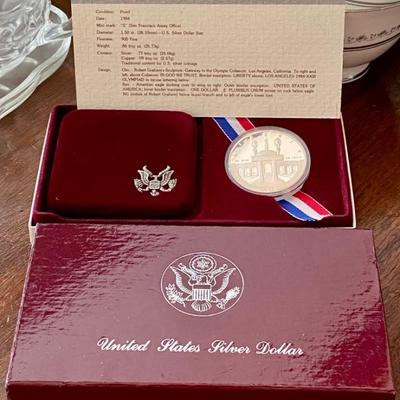 Condition: Proof
Date: 1984
Mint mark: "S" (San Francisco Assay Office)
Diameter: 1.50 in. (38.10mm)—U.S. Silver Dollar Size
Fineness: 900 Fine
Weight: .86 troy oz. (26.73g)
Content: Silver: .77 troy oz. (24.06g)
Copper: .09 troy oz. (2.67g)
Traditional content for U.S. silver coinage.
Design: Obv.- Robert Graham's Sculpture, Gateway to the Olympic Coliseum, Los Angeles, California. To right and
left, above Coliseum IN GOD WE TRUST. Border inscription: LIBERTY above, LOS ANGELES 1984 XXIII
OLYMPIAD in incuse lettering below.
Rev. - American eagle looking over its wing to right. Outer border inscription: UNITED STATES OF
AMERICA; inner border inscription: ONE DOLLAR. E PLURIBUS UNUM incuse on rock below eagle.
RG (initials of Robert Graham) below laurel branch and to left of eagle's lower foot.
United States Silver Dollar